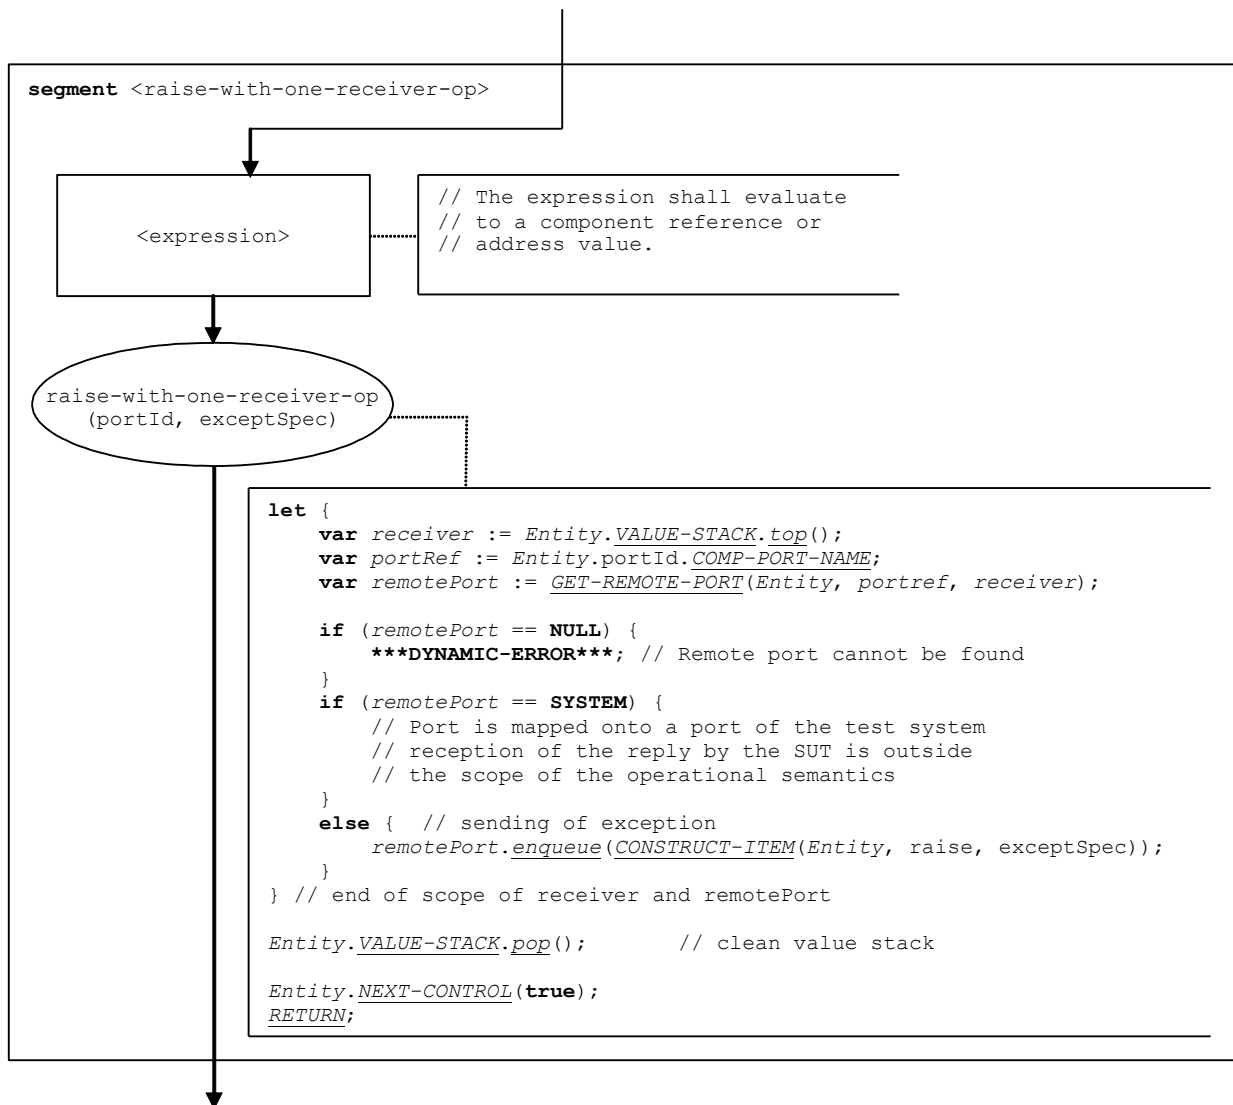 segment <raise-with-one-receiver-op>
<expression>
// The expression shall evaluate
// to a component reference or
// address value.
raise-with-one-receiver-op
(portId, exceptSpec)
let {
var receiver := Entity.VALUE-STACK.top();
var portRef := Entity.portId.COMP-PORT-NAME;
var remotePort := GET-REMOTE-PORT(Entity, portref, receiver);
if (remotePort == NULL) {
***DYNAMIC-ERROR***; // Remote port cannot be found
}
if (remotePort == SYSTEM) {
// Port is mapped onto a port of the test system
// reception of the reply by the SUT is outside
// the scope of the operational semantics
}
else { // sending of exception
remotePort.enqueue(CONSTRUCT-ITEM(Entity, raise, exceptSpec));
}
} // end of scope of receiver and remotePort
Entity.VALUE-STACK.pop(); // clean value stack
Entity.NEXT-CONTROL(true);
RETURN;